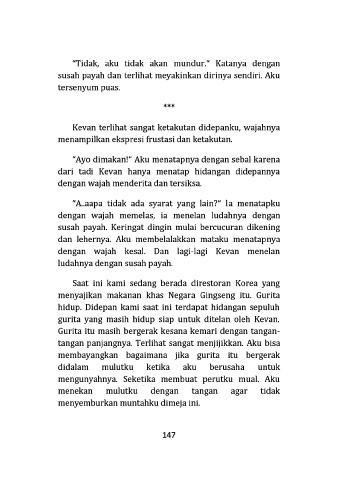 "Tidak, aku tidak akan mundur." Katanya dengan
susah payah dan terlihat meyakinkan dirinya sendiri. Aku
tersenyum puas.
***
Kevan terlihat sangat ketakutan didepanku, wajahnya
menampilkan ekspresi frustasi dan ketakutan.
"Ayo dimakan!" Aku menatapnya dengan sebal karena
dari tadi Kevan hanya menatap hidangan didepannya
dengan wajah menderita dan tersiksa.
"A..aapa tidak ada syarat yang lain?" Ia menatapku
dengan wajah memelas, ia menelan ludahnya dengan
susah payah. Keringat dingin mulai bercucuran dikening
dan lehernya. Aku membelalakkan mataku menatapnya
dengan wajah kesal. Dan lagi-lagi Kevan menelan
ludahnya dengan susah payah.
Saat ini kami sedang berada direstoran Korea yang
menyajikan makanan khas Negara Gingseng itu. Gurita
hidup. Didepan kami saat ini terdapat hidangan sepuluh
gurita yang masih hidup siap untuk ditelan oleh Kevan.
Gurita itu masih bergerak kesana kemari dengan tangan-
tangan panjangnya. Terlihat sangat menjijikkan. Aku bisa
membayangkan bagaimana jika gurita itu bergerak
didalam mulutku ketika aku berusaha untuk
mengunyahnya. Seketika membuat perutku mual. Aku
menekan mulutku dengan tangan agar tidak
menyemburkan muntahku dimeja ini.
147